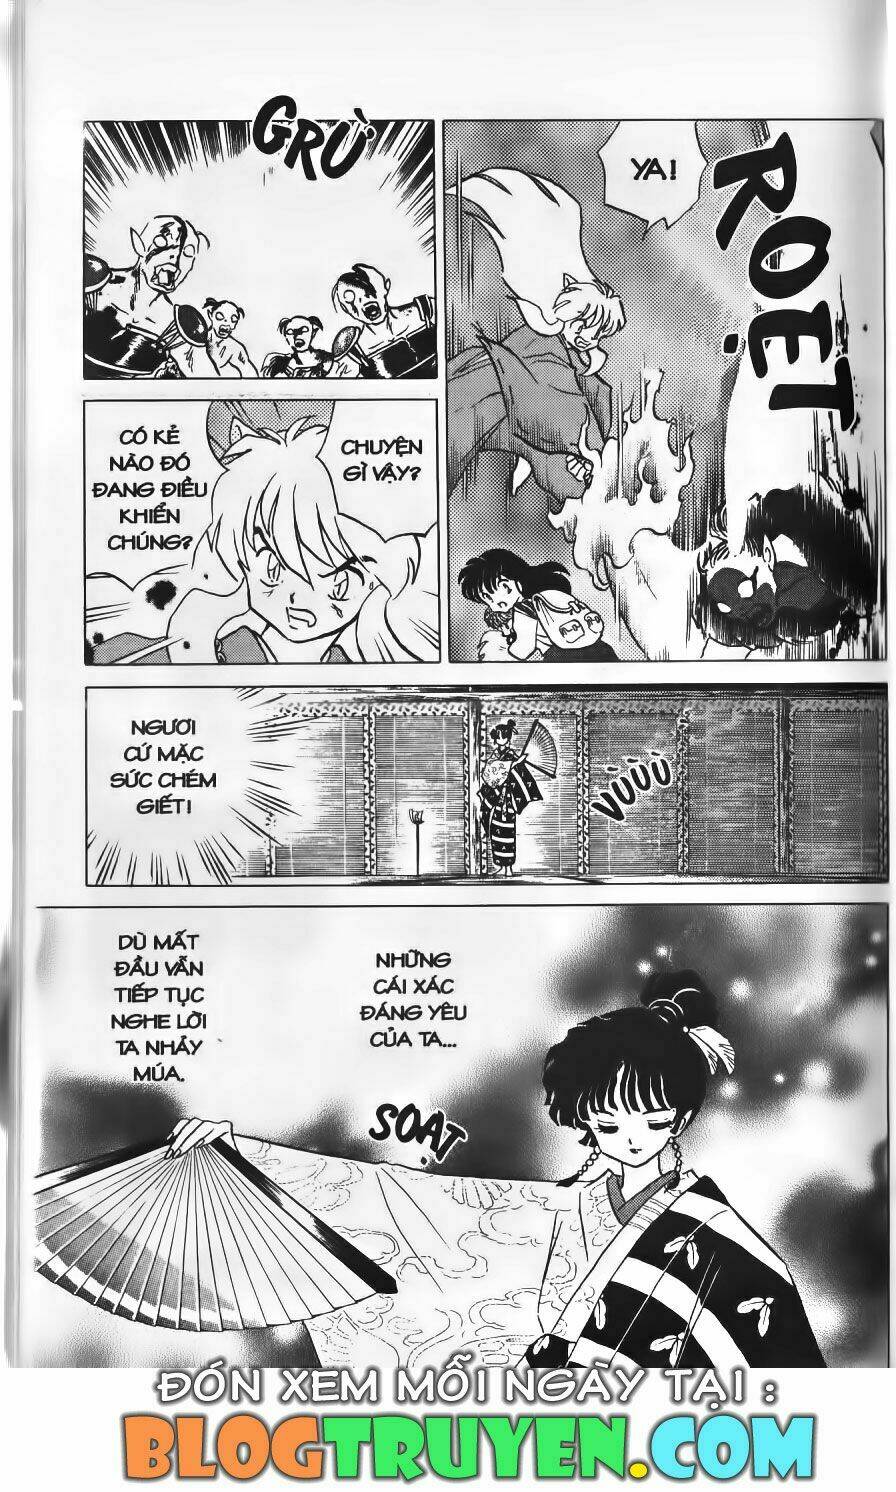 YA!
ROẸT
GRỪ
CHUYỆN
GÌ VẬY?
CÓ KẺ
NÀO ĐÓ
ĐANG ĐIỀU
KHIỂN
CHÚNG?
VÙÙÙ
NGƯƠI
CỨ MẶC
SỨC CHÉM
GIẾT!
NHỮNG
CÁI XÁC
ĐÁNG YÊU
CỦA TA...
DÙ MẤT
ĐẦU VẪN
TIẾP TỤC
NGHE LỜI
TA NHẢY
MÚA.
SOẠT
ĐÓN XEM MỖI NGÀY TẠI :
BLOGTRUYEN.COM